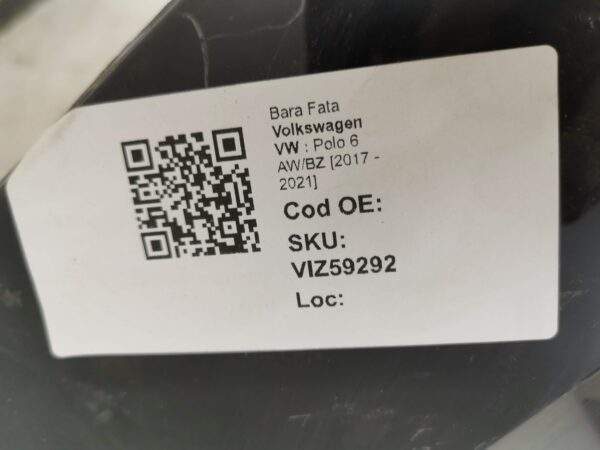 Bara Fata
Volkswagen
VW : Polo 6
AW/BZ [2017 -
2021]
Cod OE:
SKU:
VIZ59292
Loc: